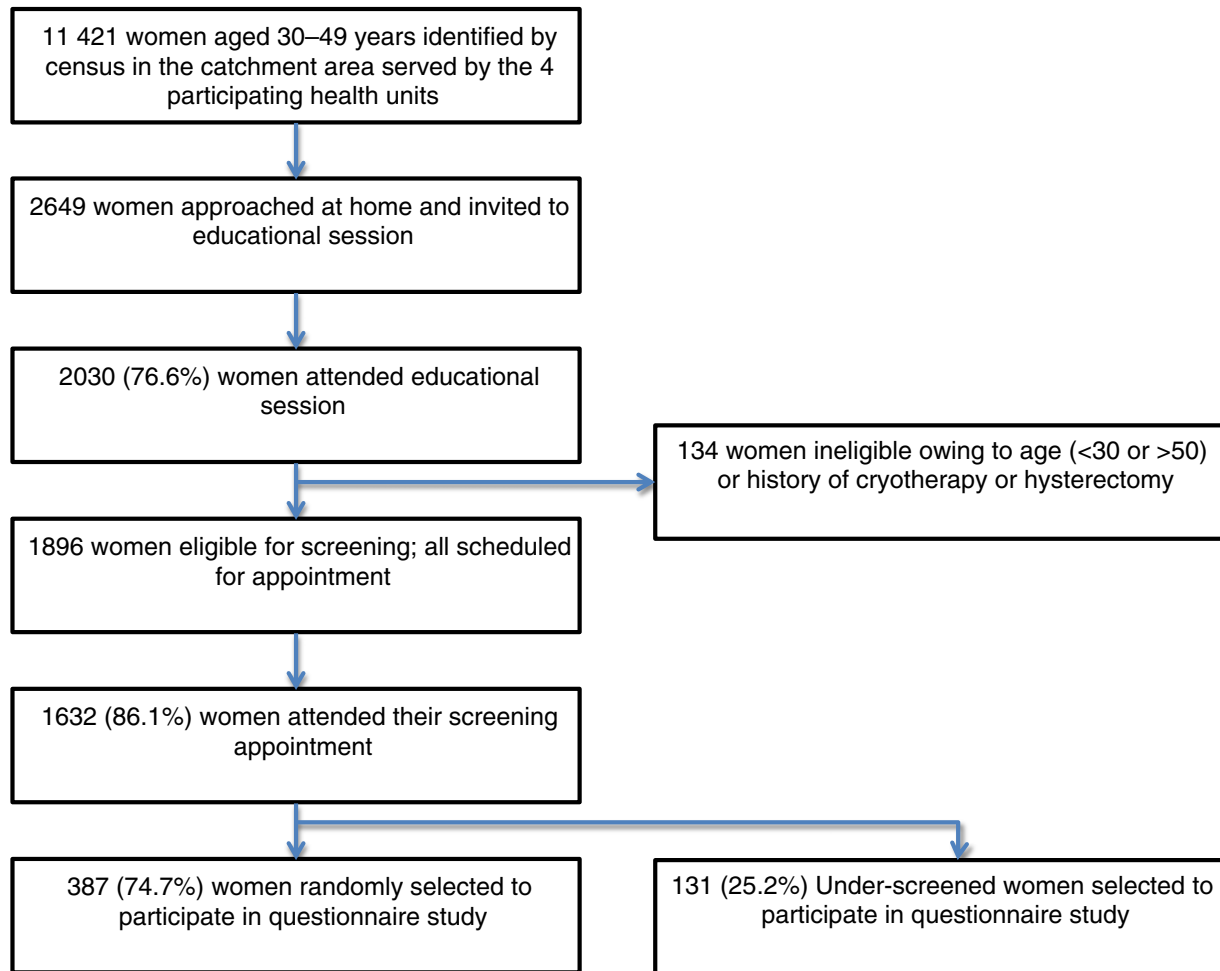 11 421 women aged 30–49 years identified by
census in the catchment area served by the 4
participating health units
2649 women approached at home and invited to
educational session
2030 (76.6%) women attended educational
session
134 women ineligible owing to age (<30 or >50)
or history of cryotherapy or hysterectomy
1896 women eligible for screening; all scheduled
for appointment
1632 (86.1%) women attended their screening
appointment
387 (74.7%) women randomly selected to
participate in questionnaire study
131 (25.2%) Under-screened women selected to
participate in questionnaire study